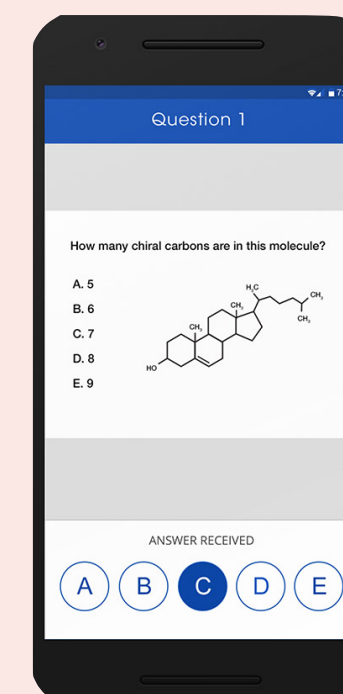 7:
Question 1
How many chiral carbons are in this molecule?
A. 5
B. 6
C. 7
D. 8
E. 9
H₃C
CH₃
CH₃
CH₃
CH₃
HO
ANSWER RECEIVED
A B C D E